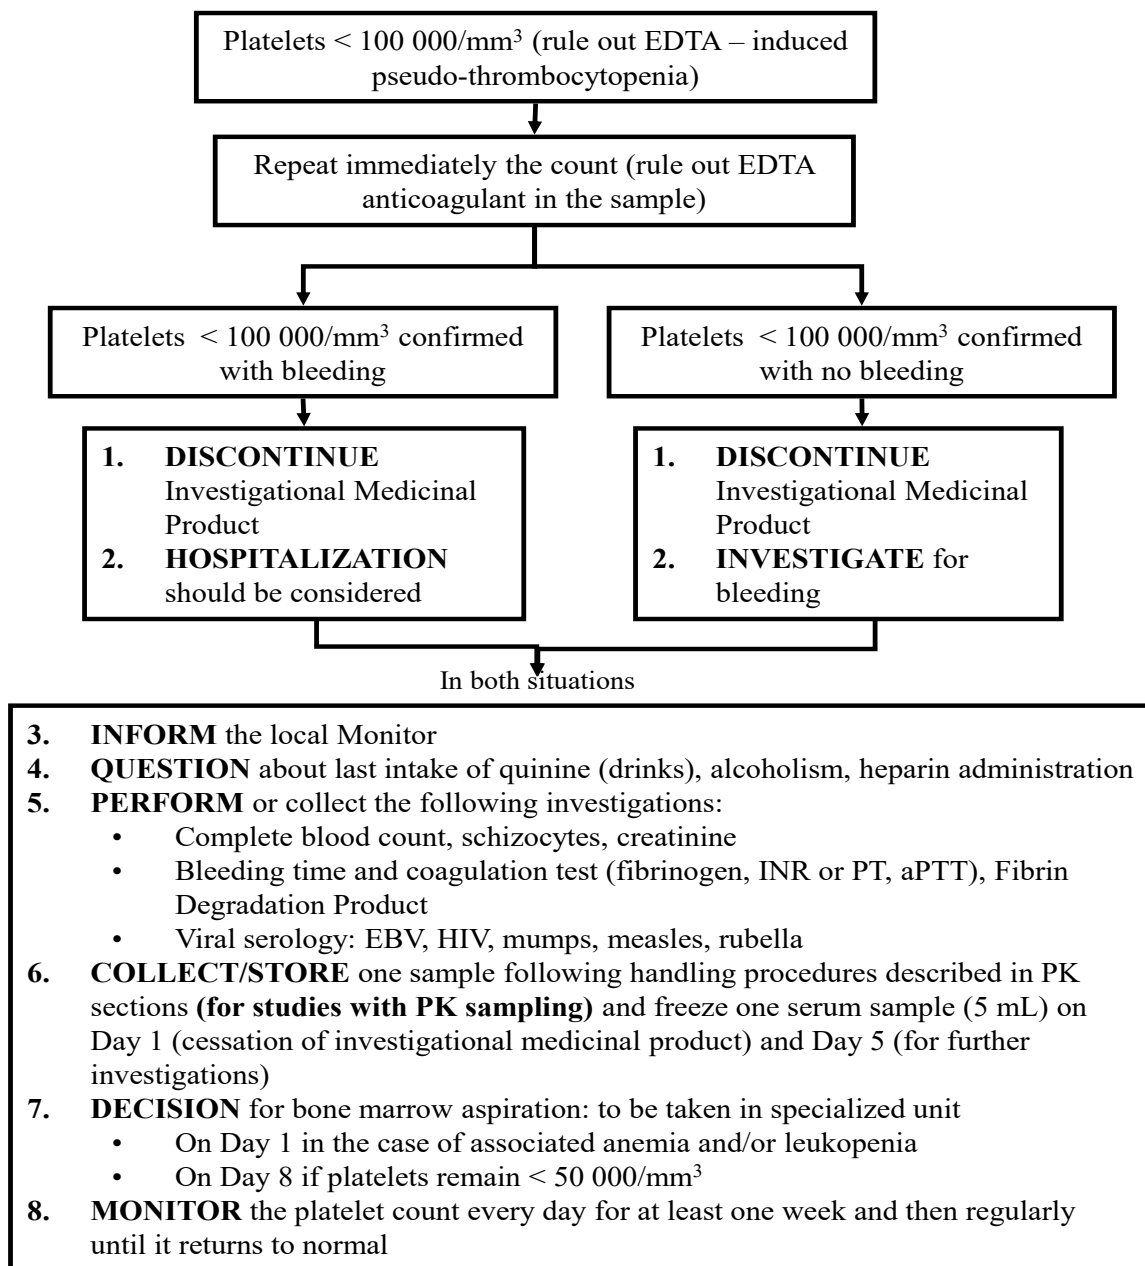 Platelets < 100 000/mm³ (rule out EDTA – induced
pseudo-thrombocytopenia)
Repeat immediately the count (rule out EDTA
anticoagulant in the sample)
Platelets < 100 000/mm³ confirmed
with bleeding
Platelets < 100 000/mm³ confirmed
with no bleeding
1. DISCONTINUE
Investigational Medicinal
Product
2. HOSPITALIZATION
should be considered
1. DISCONTINUE
Investigational Medicinal
Product
2. INVESTIGATE for
bleeding
In both situations
3. INFORM the local Monitor
4. QUESTION about last intake of quinine (drinks), alcoholism, heparin administration
5. PERFORM or collect the following investigations:
• Complete blood count, schizocytes, creatinine
• Bleeding time and coagulation test (fibrinogen, INR or PT, aPTT), Fibrin
Degradation Product
• Viral serology: EBV, HIV, mumps, measles, rubella
6. COLLECT/STORE one sample following handling procedures described in PK
sections (for studies with PK sampling) and freeze one serum sample (5 mL) on
Day 1 (cessation of investigational medicinal product) and Day 5 (for further
investigations)
7. DECISION for bone marrow aspiration: to be taken in specialized unit
• On Day 1 in the case of associated anemia and/or leukopenia
• On Day 8 if platelets remain < 50 000/mm³
8. MONITOR the platelet count every day for at least one week and then regularly
until it returns to normal